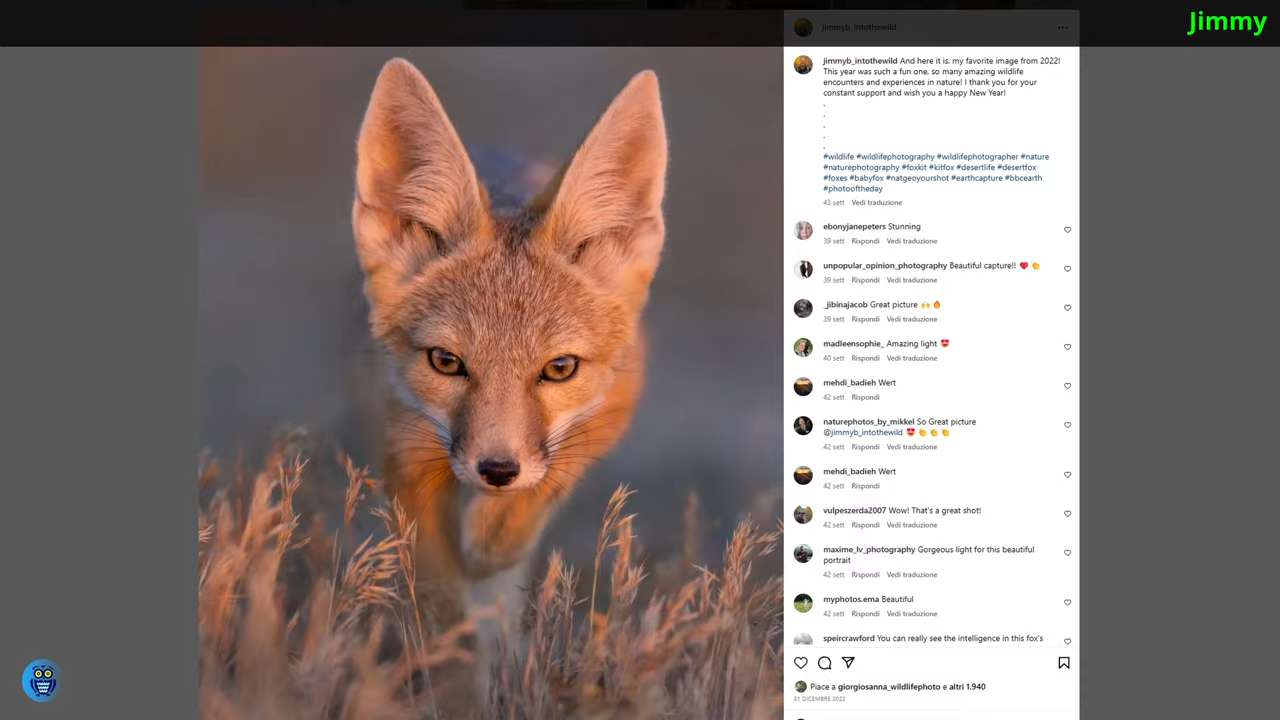 Jimmy
jimmyb_intothewild
jimmyb_intothewild And here it is, my favorite image from 2022!
This year was such a fun one, so many amazing wildlife
encounters and experiences in nature! I thank you for your
constant support and wish you a happy New Year!
.
.
.
.
.
#wildlife #wildlifephotography #wildlifephotographer #nature
#naturephotography #foxkit #kitfox #desertlife #desertfox
#foxes #babyfox #natgeoyourshot #earthcapture #bbcearth
#photooftheday
43 sett Vedi traduzione
ebonyjanepeters Stunning
39 sett Rispondi Vedi traduzione
unpopular_opinion_photography Beautiful capture!! ❤️ 👏
39 sett Rispondi Vedi traduzione
_jibinajacob Great picture 🙌 🔥
39 sett Rispondi Vedi traduzione
madleensophie_ Amazing light 😍
40 sett Rispondi Vedi traduzione
mehdi_badieh Wert
42 sett Rispondi
naturephotos_by_mikkel So Great picture
@jimmyb_intothewild 😍 👏 👏 👏
42 sett Rispondi Vedi traduzione
mehdi_badieh Wert
42 sett Rispondi
vulpeszerda2007 Wow! That's a great shot!
42 sett Rispondi Vedi traduzione
maxime_lv_photography Gorgeous light for this beautiful
portrait
42 sett Rispondi Vedi traduzione
myphotos.ema Beautiful
42 sett Rispondi Vedi traduzione
speircrawford You can really see the intelligence in this fox's
Piace a giorgiosanna_wildlifephoto e altri 1.940
31 DICEMBRE 2022